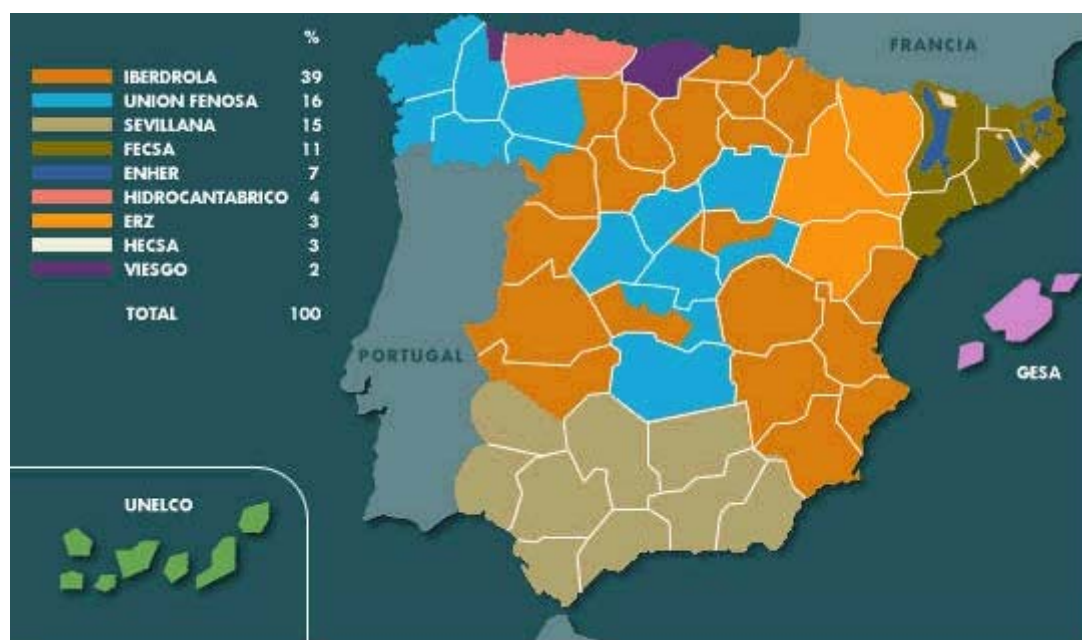 %
IBERDROLA 39
UNION FENOSA 16
SEVILLANA 15
FECSA 11
ENHER 7
HIDROCANTABRICO 4
ERZ 3
HECSA 3
VIESGO 2
TOTAL 100
FRANCIA
PORTUGAL
GESA
UNELCO